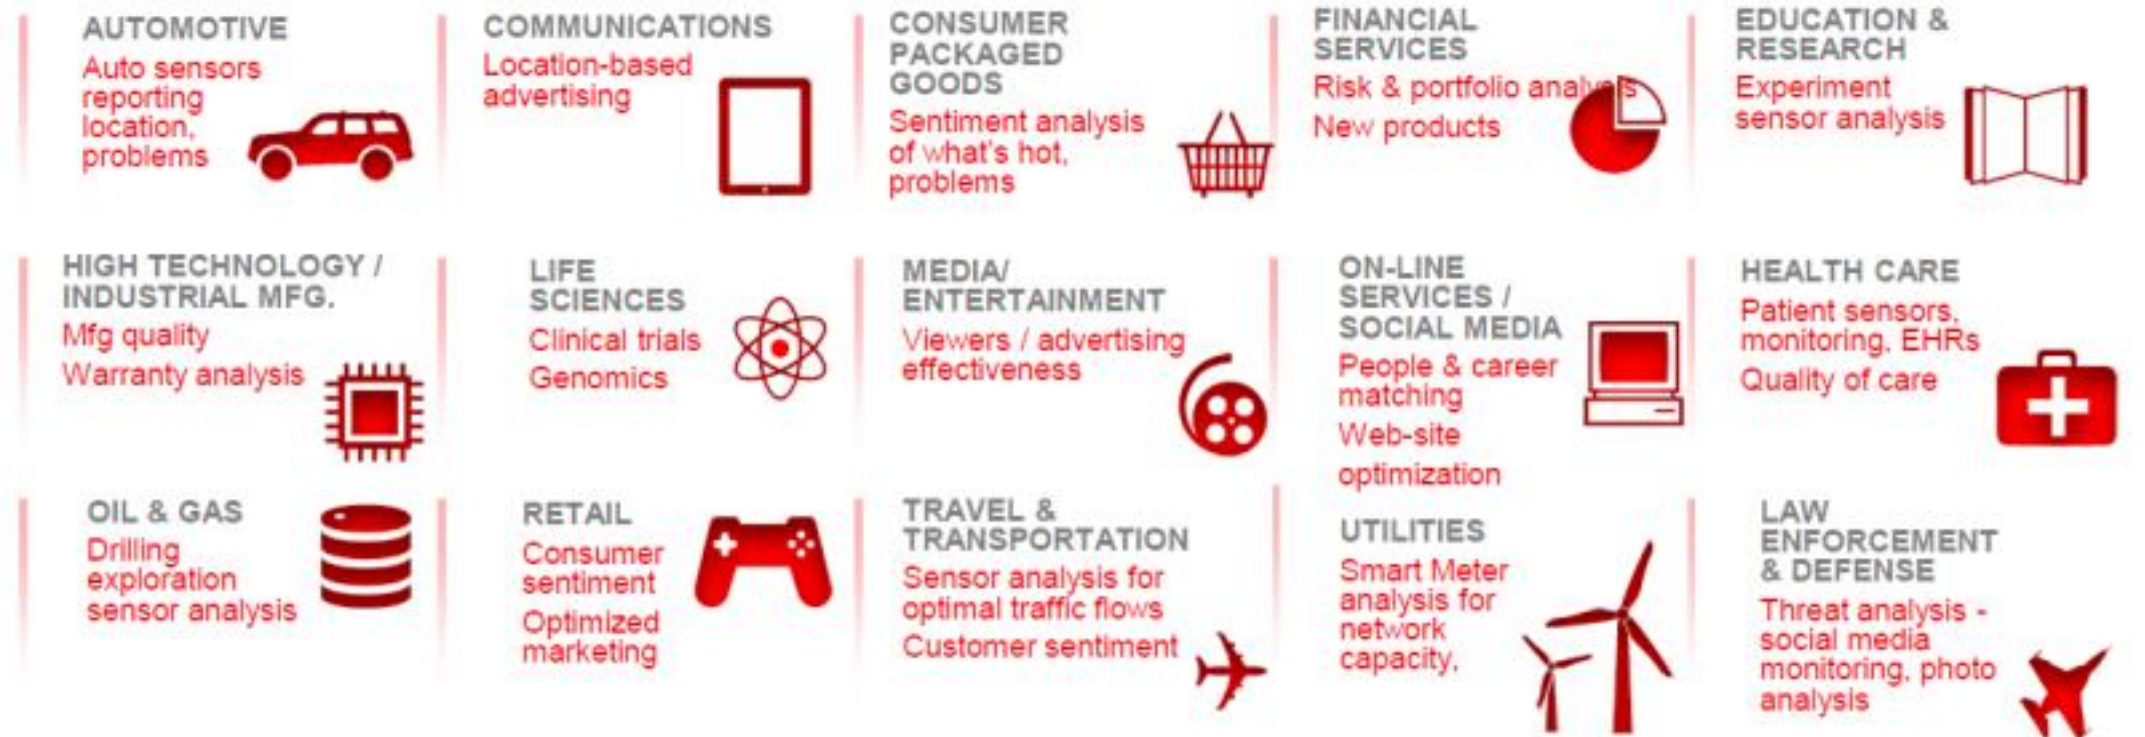 AUTOMOTIVE
Auto sensors
reporting
location,
problems
COMMUNICATIONS
Location-based
advertising
CONSUMER
PACKAGED
GOODS
Sentiment analysis
of what's hot,
problems
FINANCIAL
SERVICES
Risk & portfolio analysis
New products
EDUCATION &
RESEARCH
Experiment
sensor analysis
HIGH TECHNOLOGY /
INDUSTRIAL MFG.
Mfg quality
Warranty analysis
LIFE
SCIENCES
Clinical trials
Genomics
MEDIA/
ENTERTAINMENT
Viewers / advertising
effectiveness
ON-LINE
SERVICES /
SOCIAL MEDIA
People & career
matching
Web-site
optimization
HEALTH CARE
Patient sensors,
monitoring, EHRs
Quality of care
OIL & GAS
Drilling
exploration
sensor analysis
RETAIL
Consumer
sentiment
Optimized
marketing
TRAVEL &
TRANSPORTATION
Sensor analysis for
optimal traffic flows
Customer sentiment
UTILITIES
Smart Meter
analysis for
network
capacity,
LAW
ENFORCEMENT
& DEFENSE
Threat analysis -
social media
monitoring, photo
analysis